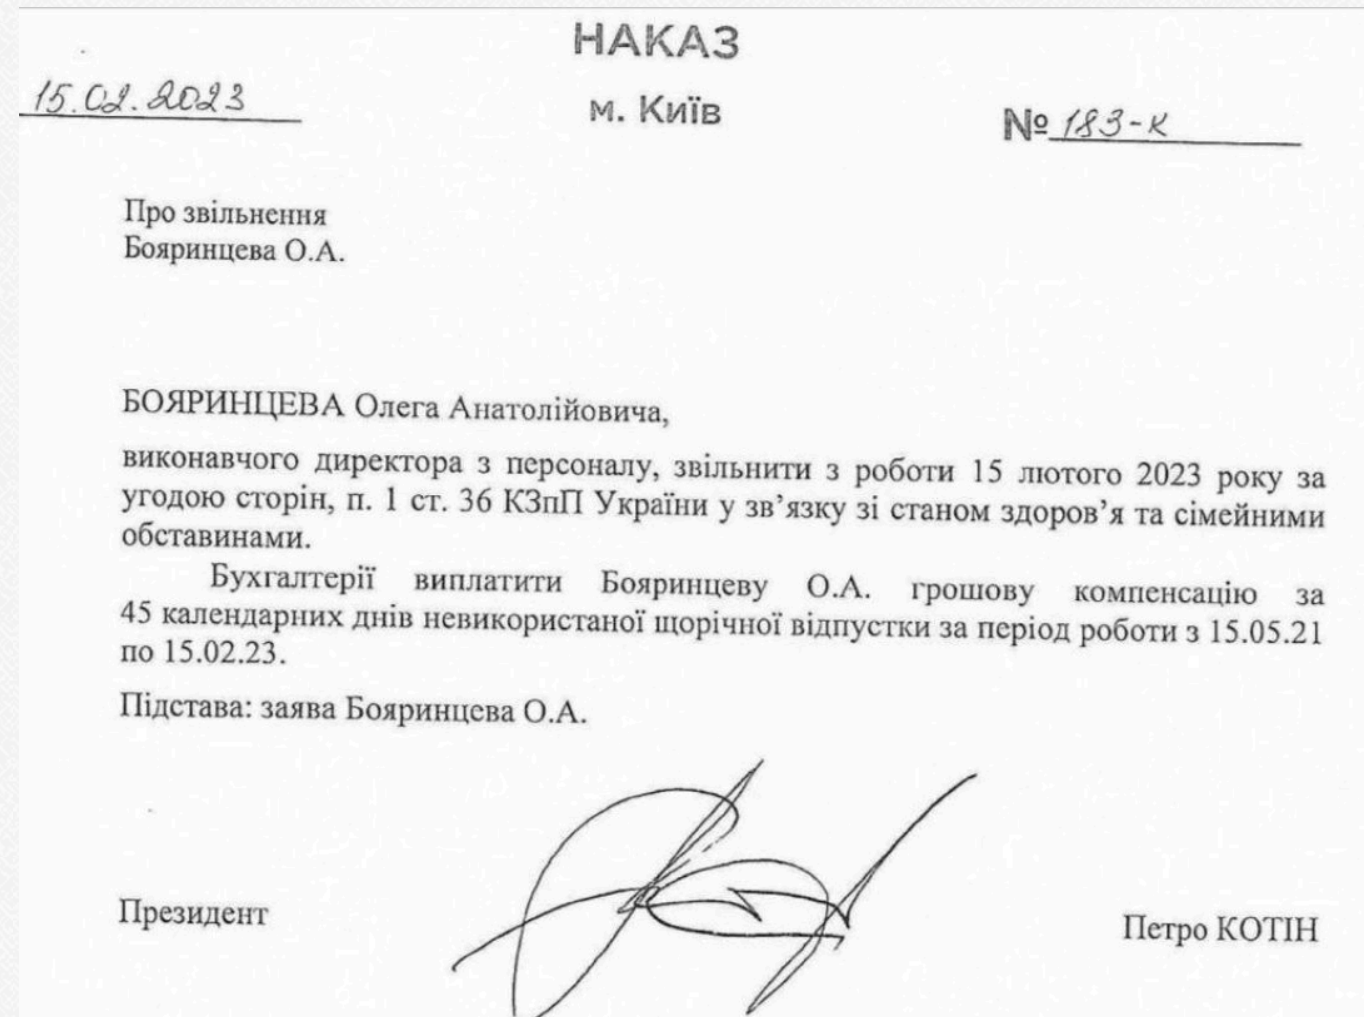 НАКАЗ
15.02.2023
м. Київ
№ 183-к
Про звільнення
Бояринцева О.А.
БОЯРИНЦЕВА Олега Анатолійовича,
виконавчого директора з персоналу, звільнити з роботи 15 лютого 2023 року за
угодою сторін, п. 1 ст. 36 КЗпП України у зв’язку зі станом здоров’я та сімейними
обставинами.
Бухгалтерії виплатити Бояринцеву О.А. грошову компенсацію за
45 календарних днів невикористаної щорічної відпустки за період роботи з 15.05.21
по 15.02.23.
Підстава: заява Бояринцева О.А.
Президент
Петро КОТІН